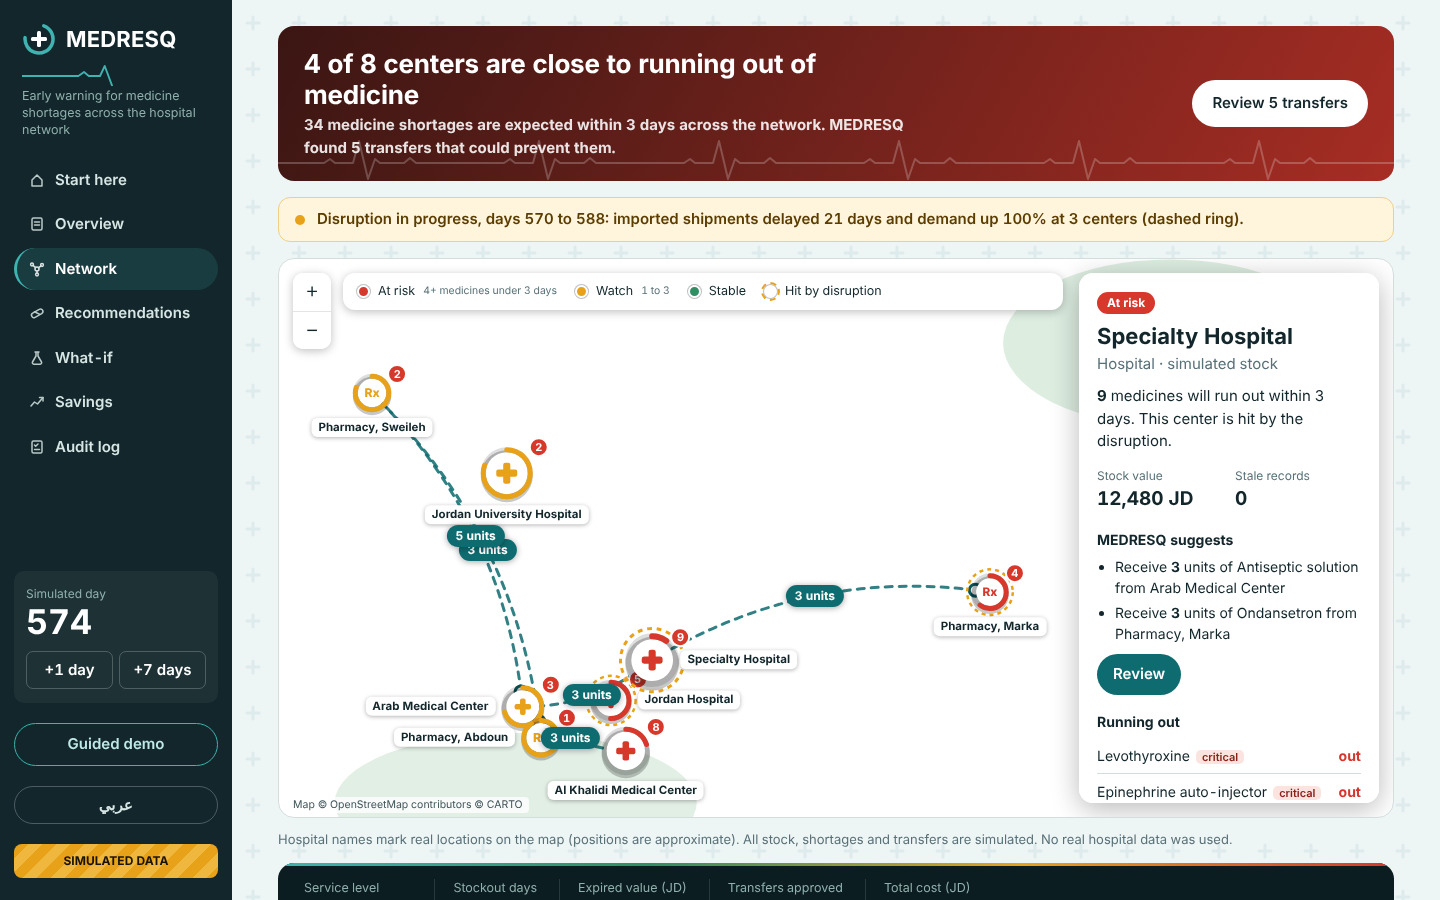 MEDRESQ
Early warning for medicine
shortages across the hospital
network
Start here
Overview
Network
Recommendations
What-if
Savings
Audit log
Simulated day
574
+1 day
+7 days
Guided demo
عربي
SIMULATED DATA
4 of 8 centers are close to running out of
medicine
34 medicine shortages are expected within 3 days across the network. MEDRESQ
found 5 transfers that could prevent them.
Review 5 transfers
Disruption in progress, days 570 to 588: imported shipments delayed 21 days and demand up 100% at 3 centers (dashed ring).
+
−
At risk 4+ medicines under 3 days
Watch 1 to 3
Stable
Hit by disruption
Rx
2
Pharmacy, Sweileh
2
Jordan University Hospital
5 units
3 units
3 units
Rx
4
Pharmacy, Marka
9
Specialty Hospital
5
3 units
Jordan Hospital
3
Arab Medical Center
1
Pharmacy, Abdoun
3 units
8
Al Khalidi Medical Center
Map © OpenStreetMap contributors © CARTO
At risk
Specialty Hospital
Hospital · simulated stock
9 medicines will run out within 3
days. This center is hit by the
disruption.
Stock value
12,480 JD
Stale records
0
MEDRESQ suggests
• Receive 3 units of Antiseptic solution
from Arab Medical Center
• Receive 3 units of Ondansetron from
Pharmacy, Marka
Review
Running out
Levothyroxine critical out
Epinephrine auto-injector critical out
Hospital names mark real locations on the map (positions are approximate). All stock, shortages and transfers are simulated. No real hospital data was used.
Service level
Stockout days
Expired value (JD)
Transfers approved
Total cost (JD)